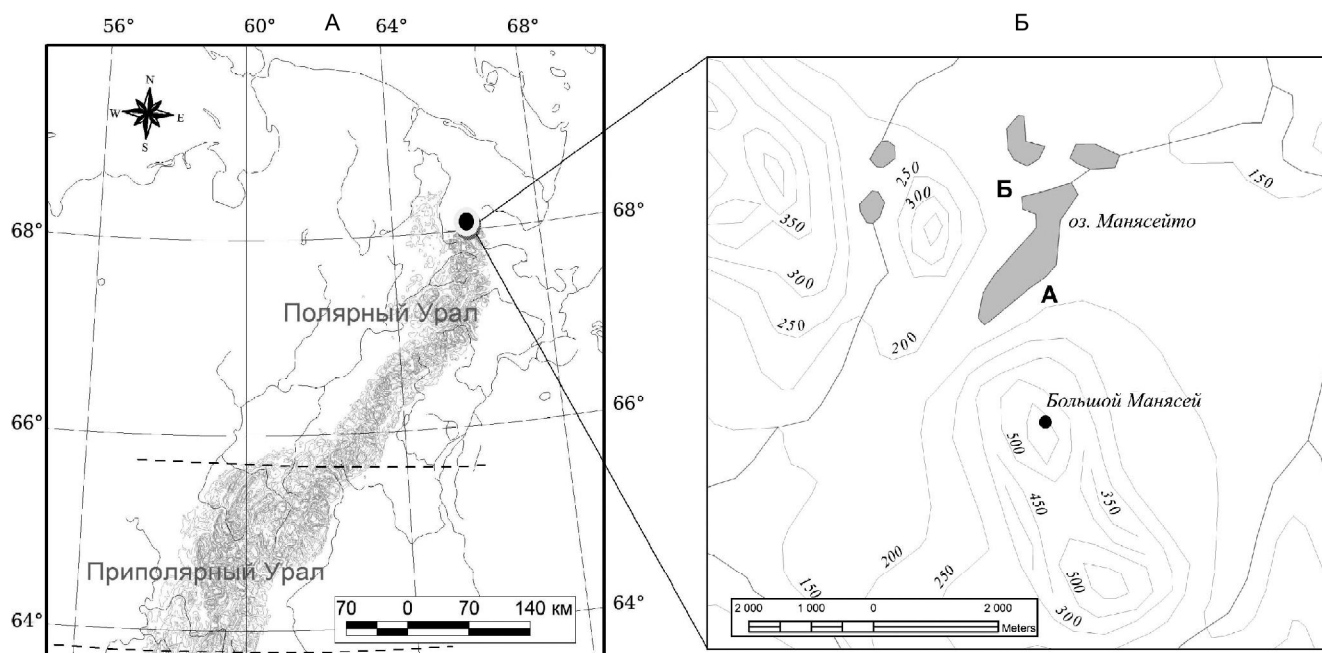 А
Б
56°
60°
64°
68°
N
W
E
S
68°
68°
Полярный Урал
66°
66°
Приполярный Урал
64°
64°
70 0 70 140 км
250
300
350
300
250
200
150
Б
оз. Манясейто
А
Большой Манясей
500
450
350
200
250
150
500
300
2 000 1 000 0 2 000
Meters